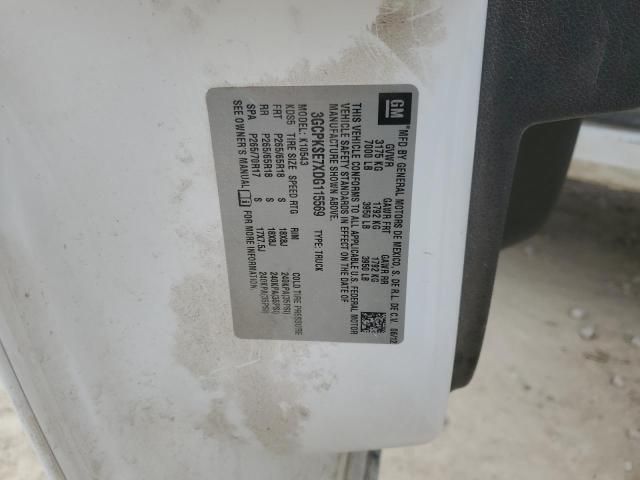 GM
MFD BY GENERAL MOTORS DE MEXICO, S. DE R.L. DE C.V. 06/12
GVWR GAWR FRT GAWR RR
3175 KG 1792 KG 1792 KG
7000 LB 3950 LB 3950 LB
THIS VEHICLE CONFORMS TO ALL APPLICABLE U.S. FEDERAL MOTOR
VEHICLE SAFETY STANDARDS IN EFFECT ON THE DATE OF
MANUFACTURE SHOWN ABOVE.
3GCPKSE7XDG115569 TYPE: TRUCK
MODEL: K10543
KDS5 TIRE SIZE SPEED RTG RIM COLD TIRE PRESSURE
FRT P265/65R18 S 18X8J 240KPA(35PSI)
RR P265/65R18 S 18X8J 240KPA(35PSI)
SPA P265/70R17 S 17X7.5J 240KPA(35PSI)
SEE OWNER'S MANUAL FOR MORE INFORMATION.